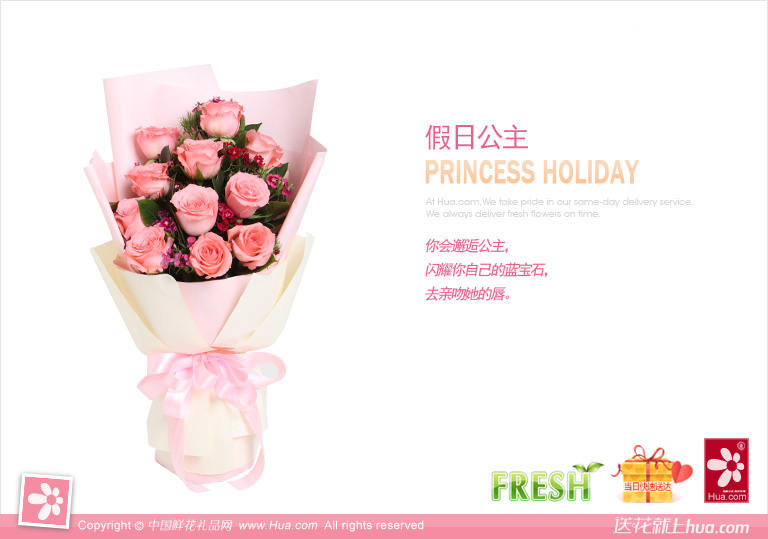 假日公主
PRINCESS HOLIDAY
At Hua.com,We take pride in our same-day delivery service.
We always deliver fresh flowers on time.
你会邂逅公主，
闪耀你自己的蓝宝石，
去亲吻她的唇。
FRESH
当日快速送达
Hua.com
Copyright © 中国鲜花礼品网 www.Hua.com All rights reserved
送花就上hua.com